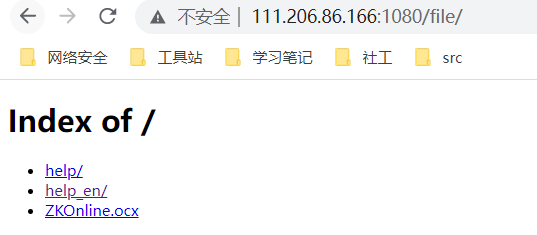 不安全 | 111.206.86.166:1080/file/
网络安全 工具站 学习笔记 社工 src
Index of /
help/
help_en/
ZKOnline.ocx